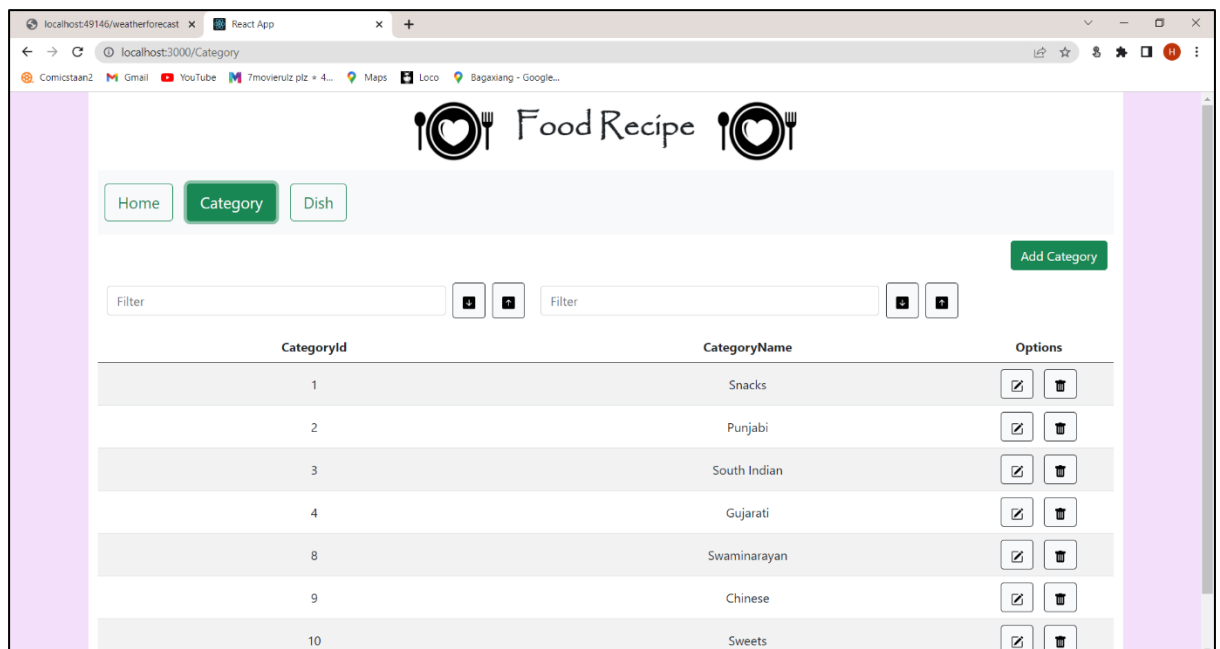 localhost:49146/weatherforecast React App
localhost:3000/Category H
Comicstaan2 Gmail YouTube 7movierulz plz * 4... Maps Loco Bagaxiang - Google...
Food Recipe
Home Category Dish
Add Category
Filter Filter
CategoryId CategoryName Options
1 Snacks
2 Punjabi
3 South Indian
4 Gujarati
8 Swaminarayan
9 Chinese
10 Sweets